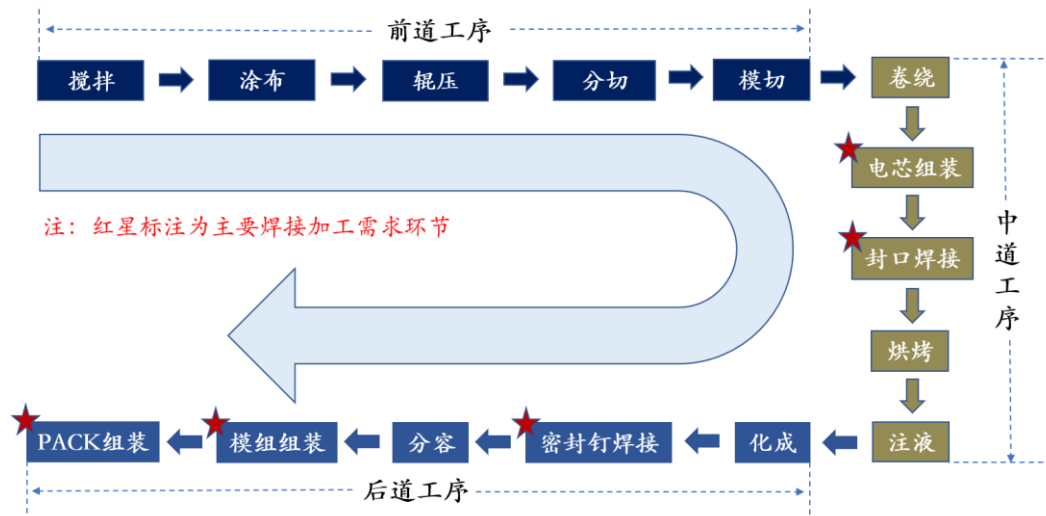 前道工序
搅拌
涂布
辊压
分切
模切
卷绕
电芯组装
注：红星标注为主要焊接加工需求环节
封口焊接
中道工序
烘烤
PACK组装
模组组装
分容
密封钉焊接
化成
注液
后道工序